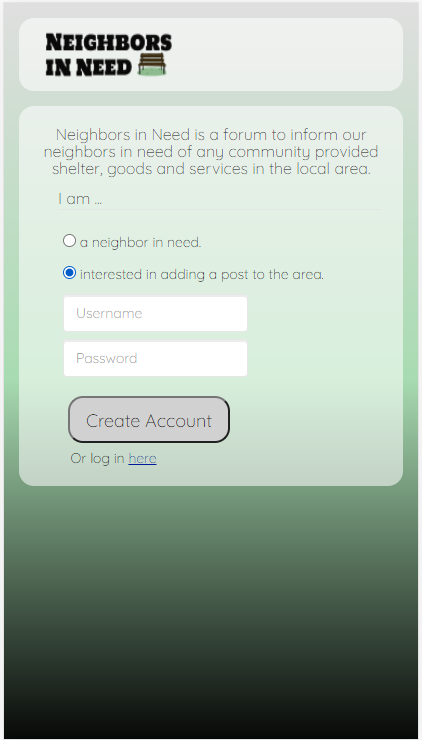 NEIGHBORS
IN NEED
Neighbors in Need is a forum to inform our
neighbors in need of any community provided
shelter, goods and services in the local area.
I am ...
a neighbor in need.
interested in adding a post to the area.
Username
Password
Create Account
Or log in here